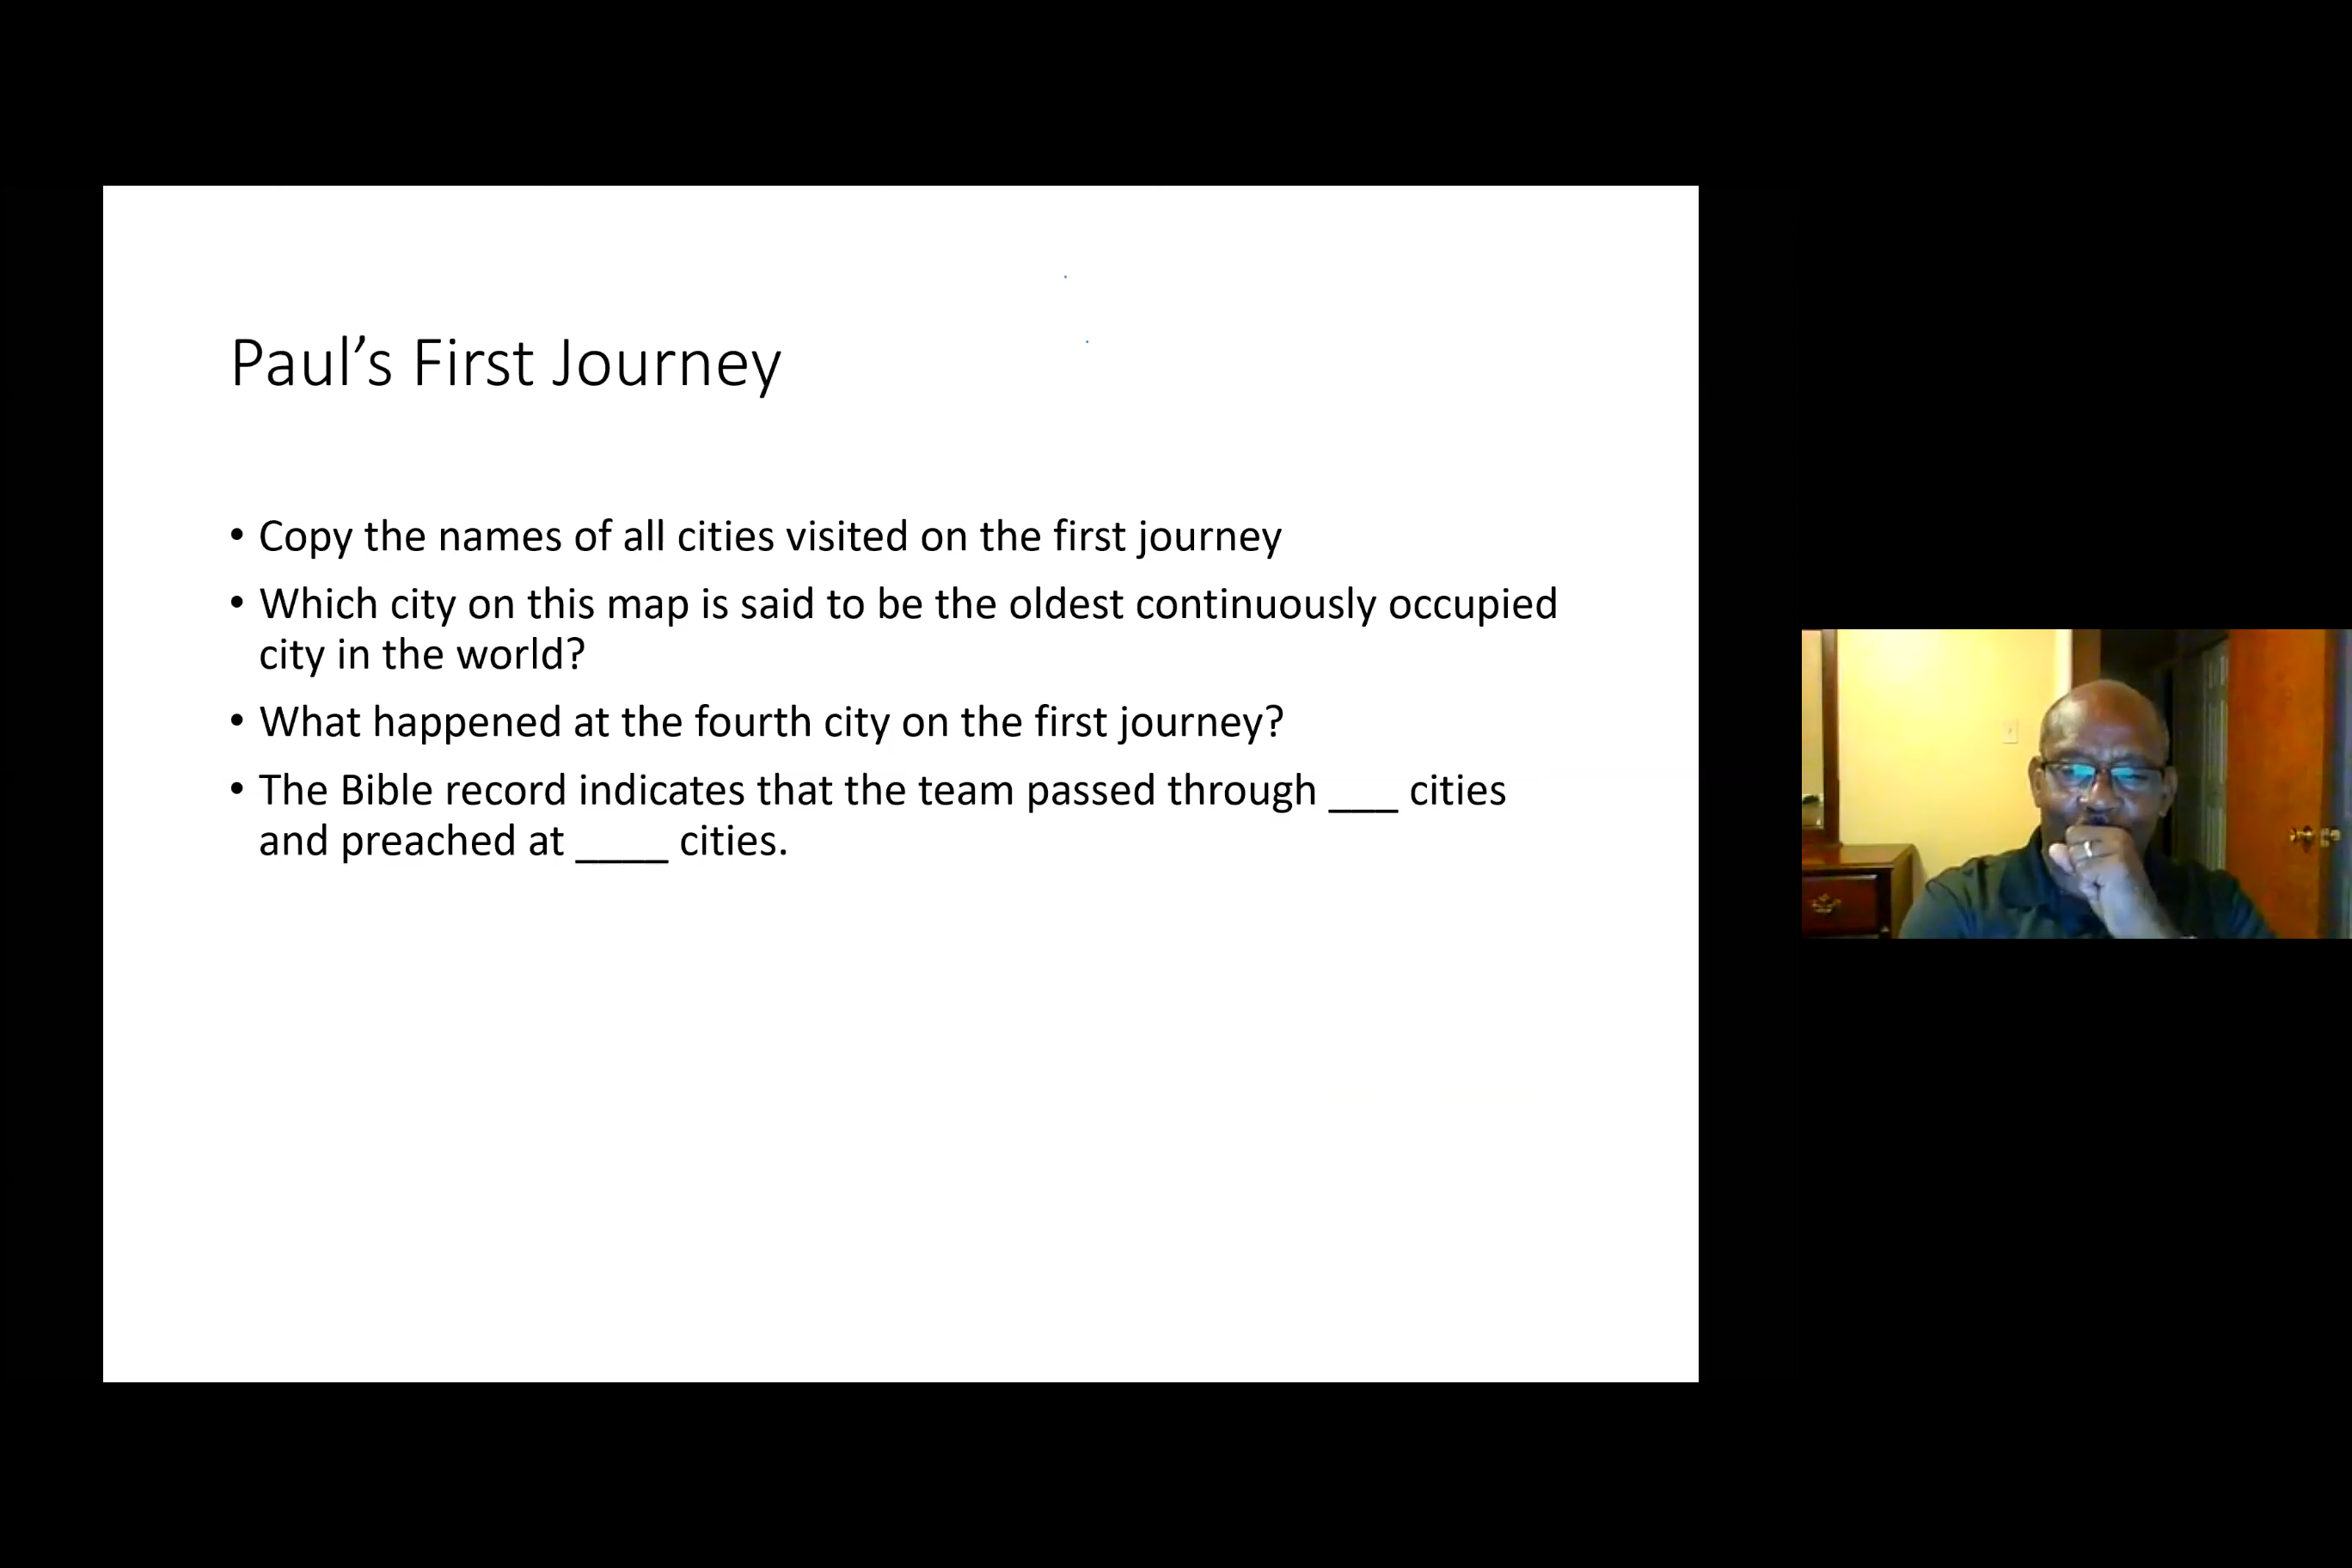 Paul’s First Journey
• Copy the names of all cities visited on the first journey
• Which city on this map is said to be the oldest continuously occupied
city in the world?
• What happened at the fourth city on the first journey?
• The Bible record indicates that the team passed through ___ cities
and preached at ____ cities.